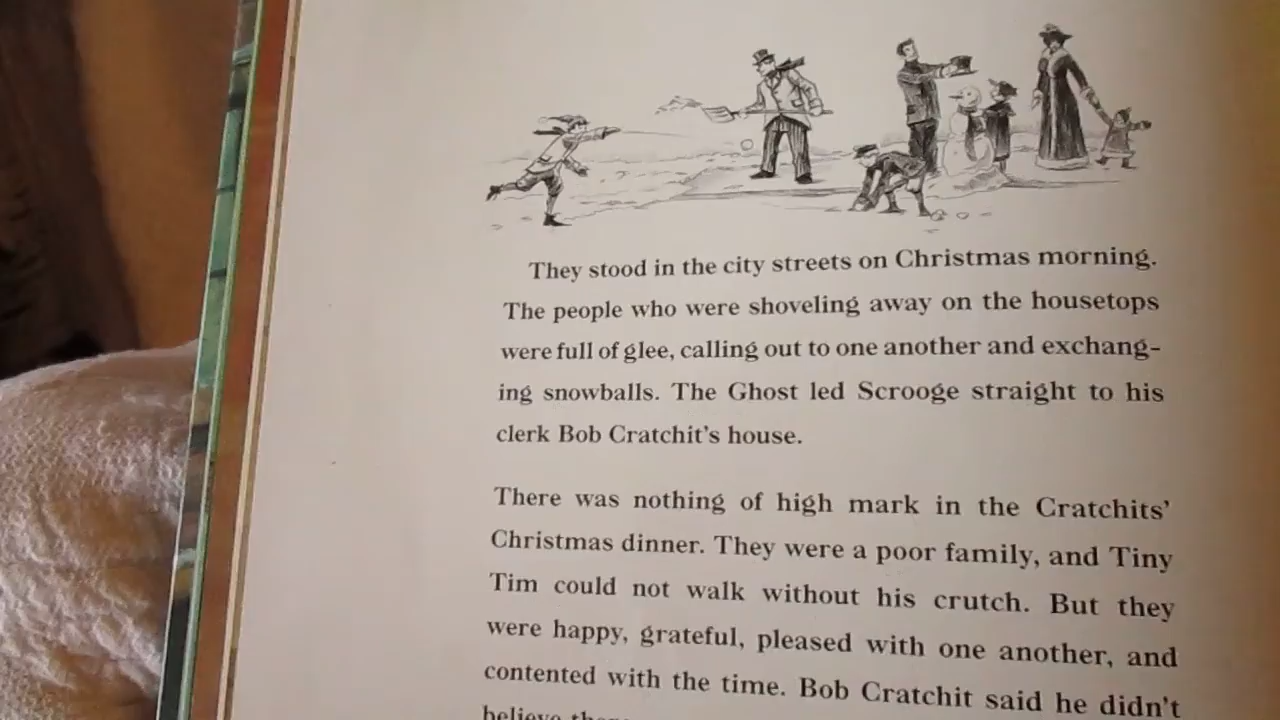 They stood in the city streets on Christmas morning.
The people who were shoveling away on the housetops
were full of glee, calling out to one another and exchang-
ing snowballs. The Ghost led Scrooge straight to his
clerk Bob Cratchit's house.
There was nothing of high mark in the Cratchits'
Christmas dinner. They were a poor family, and Tiny
Tim could not walk without his crutch. But they
were happy, grateful, pleased with one another, and
contented with the time. Bob Cratchit said he didn't
believe